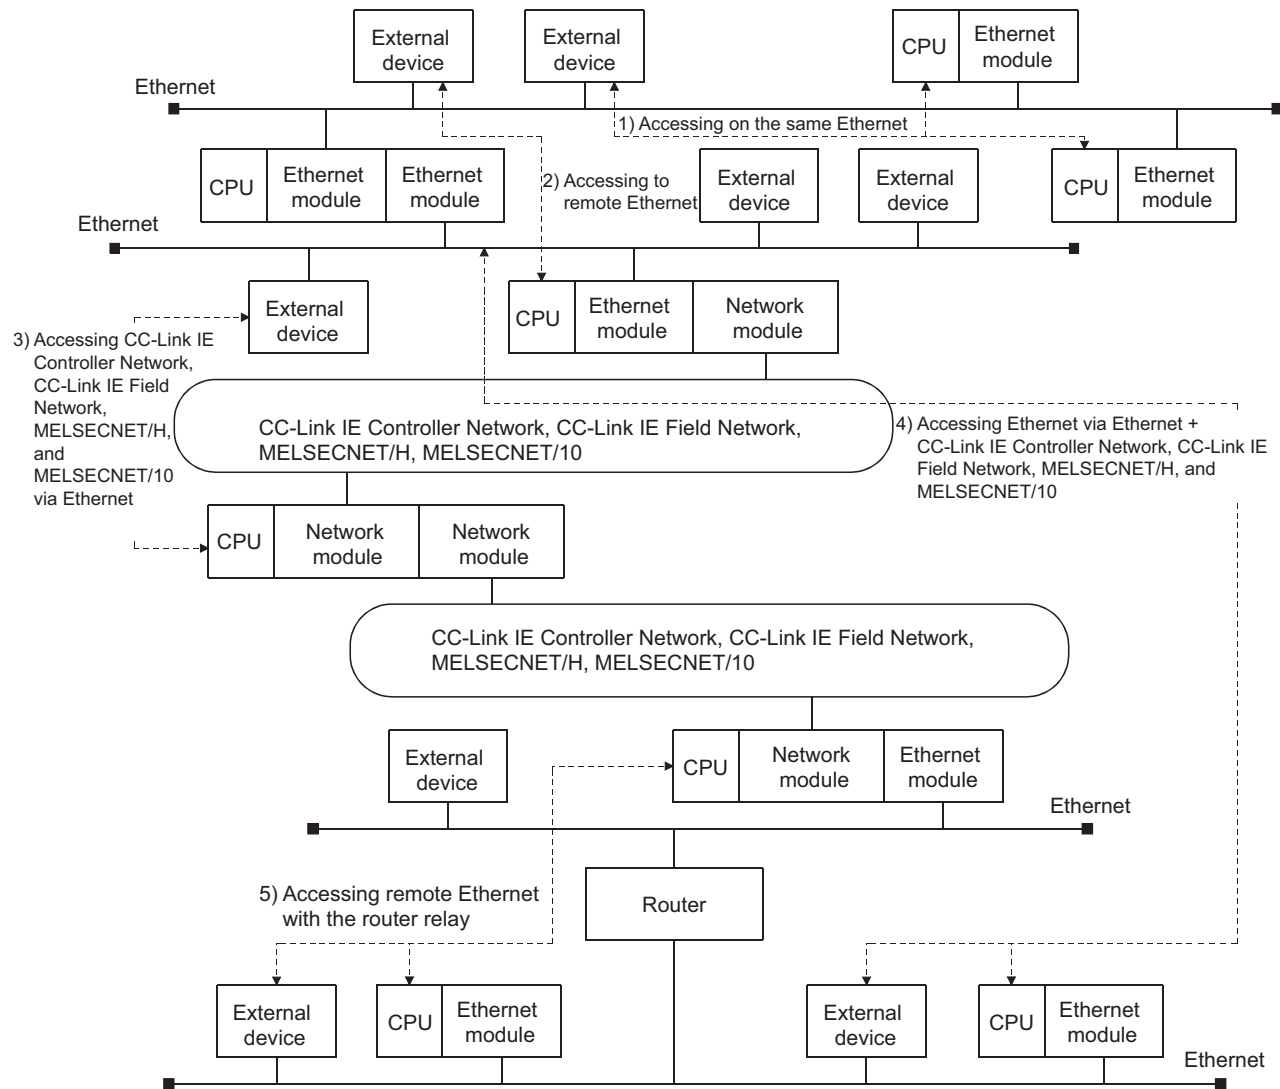 External
device
External
device
CPU
Ethernet
module
Ethernet
1) Accessing on the same Ethernet
CPU
Ethernet
module
Ethernet
module
2) Accessing to
remote Ethernet
External
device
External
device
CPU
Ethernet
module
Ethernet
External
device
CPU
Ethernet
module
Network
module
3) Accessing CC-Link IE
Controller Network,
CC-Link IE Field
Network,
MELSECNET/H,
and
MELSECNET/10
via Ethernet
CC-Link IE Controller Network, CC-Link IE Field Network,
MELSECNET/H, MELSECNET/10
4) Accessing Ethernet via Ethernet +
CC-Link IE Controller Network, CC-Link IE
Field Network, MELSECNET/H, and
MELSECNET/10
CPU
Network
module
Network
module
CC-Link IE Controller Network, CC-Link IE Field Network,
MELSECNET/H, MELSECNET/10
External
device
CPU
Network
module
Ethernet
module
Ethernet
5) Accessing remote Ethernet
with the router relay
Router
External
device
CPU
Ethernet
module
External
device
CPU
Ethernet
module
Ethernet